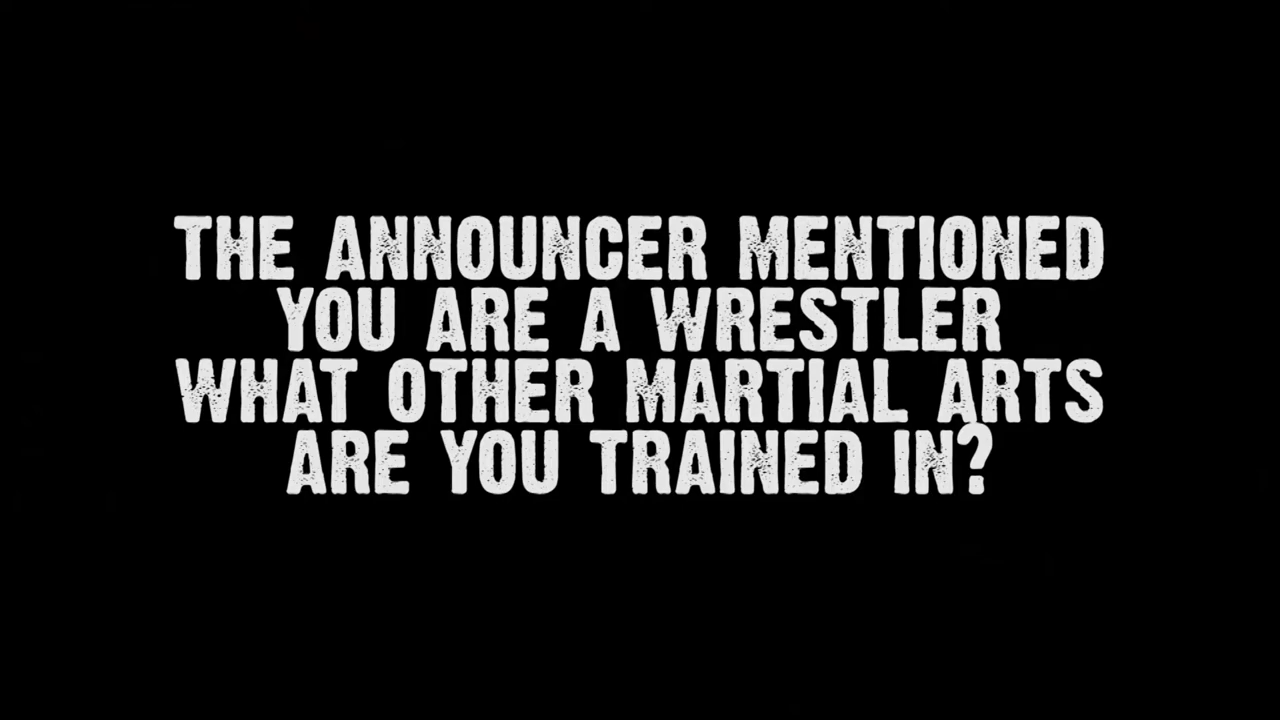 THE ANNOUNCER MENTIONED
YOU ARE A WRESTLER
WHAT OTHER MARTIAL ARTS
ARE YOU TRAINED IN?